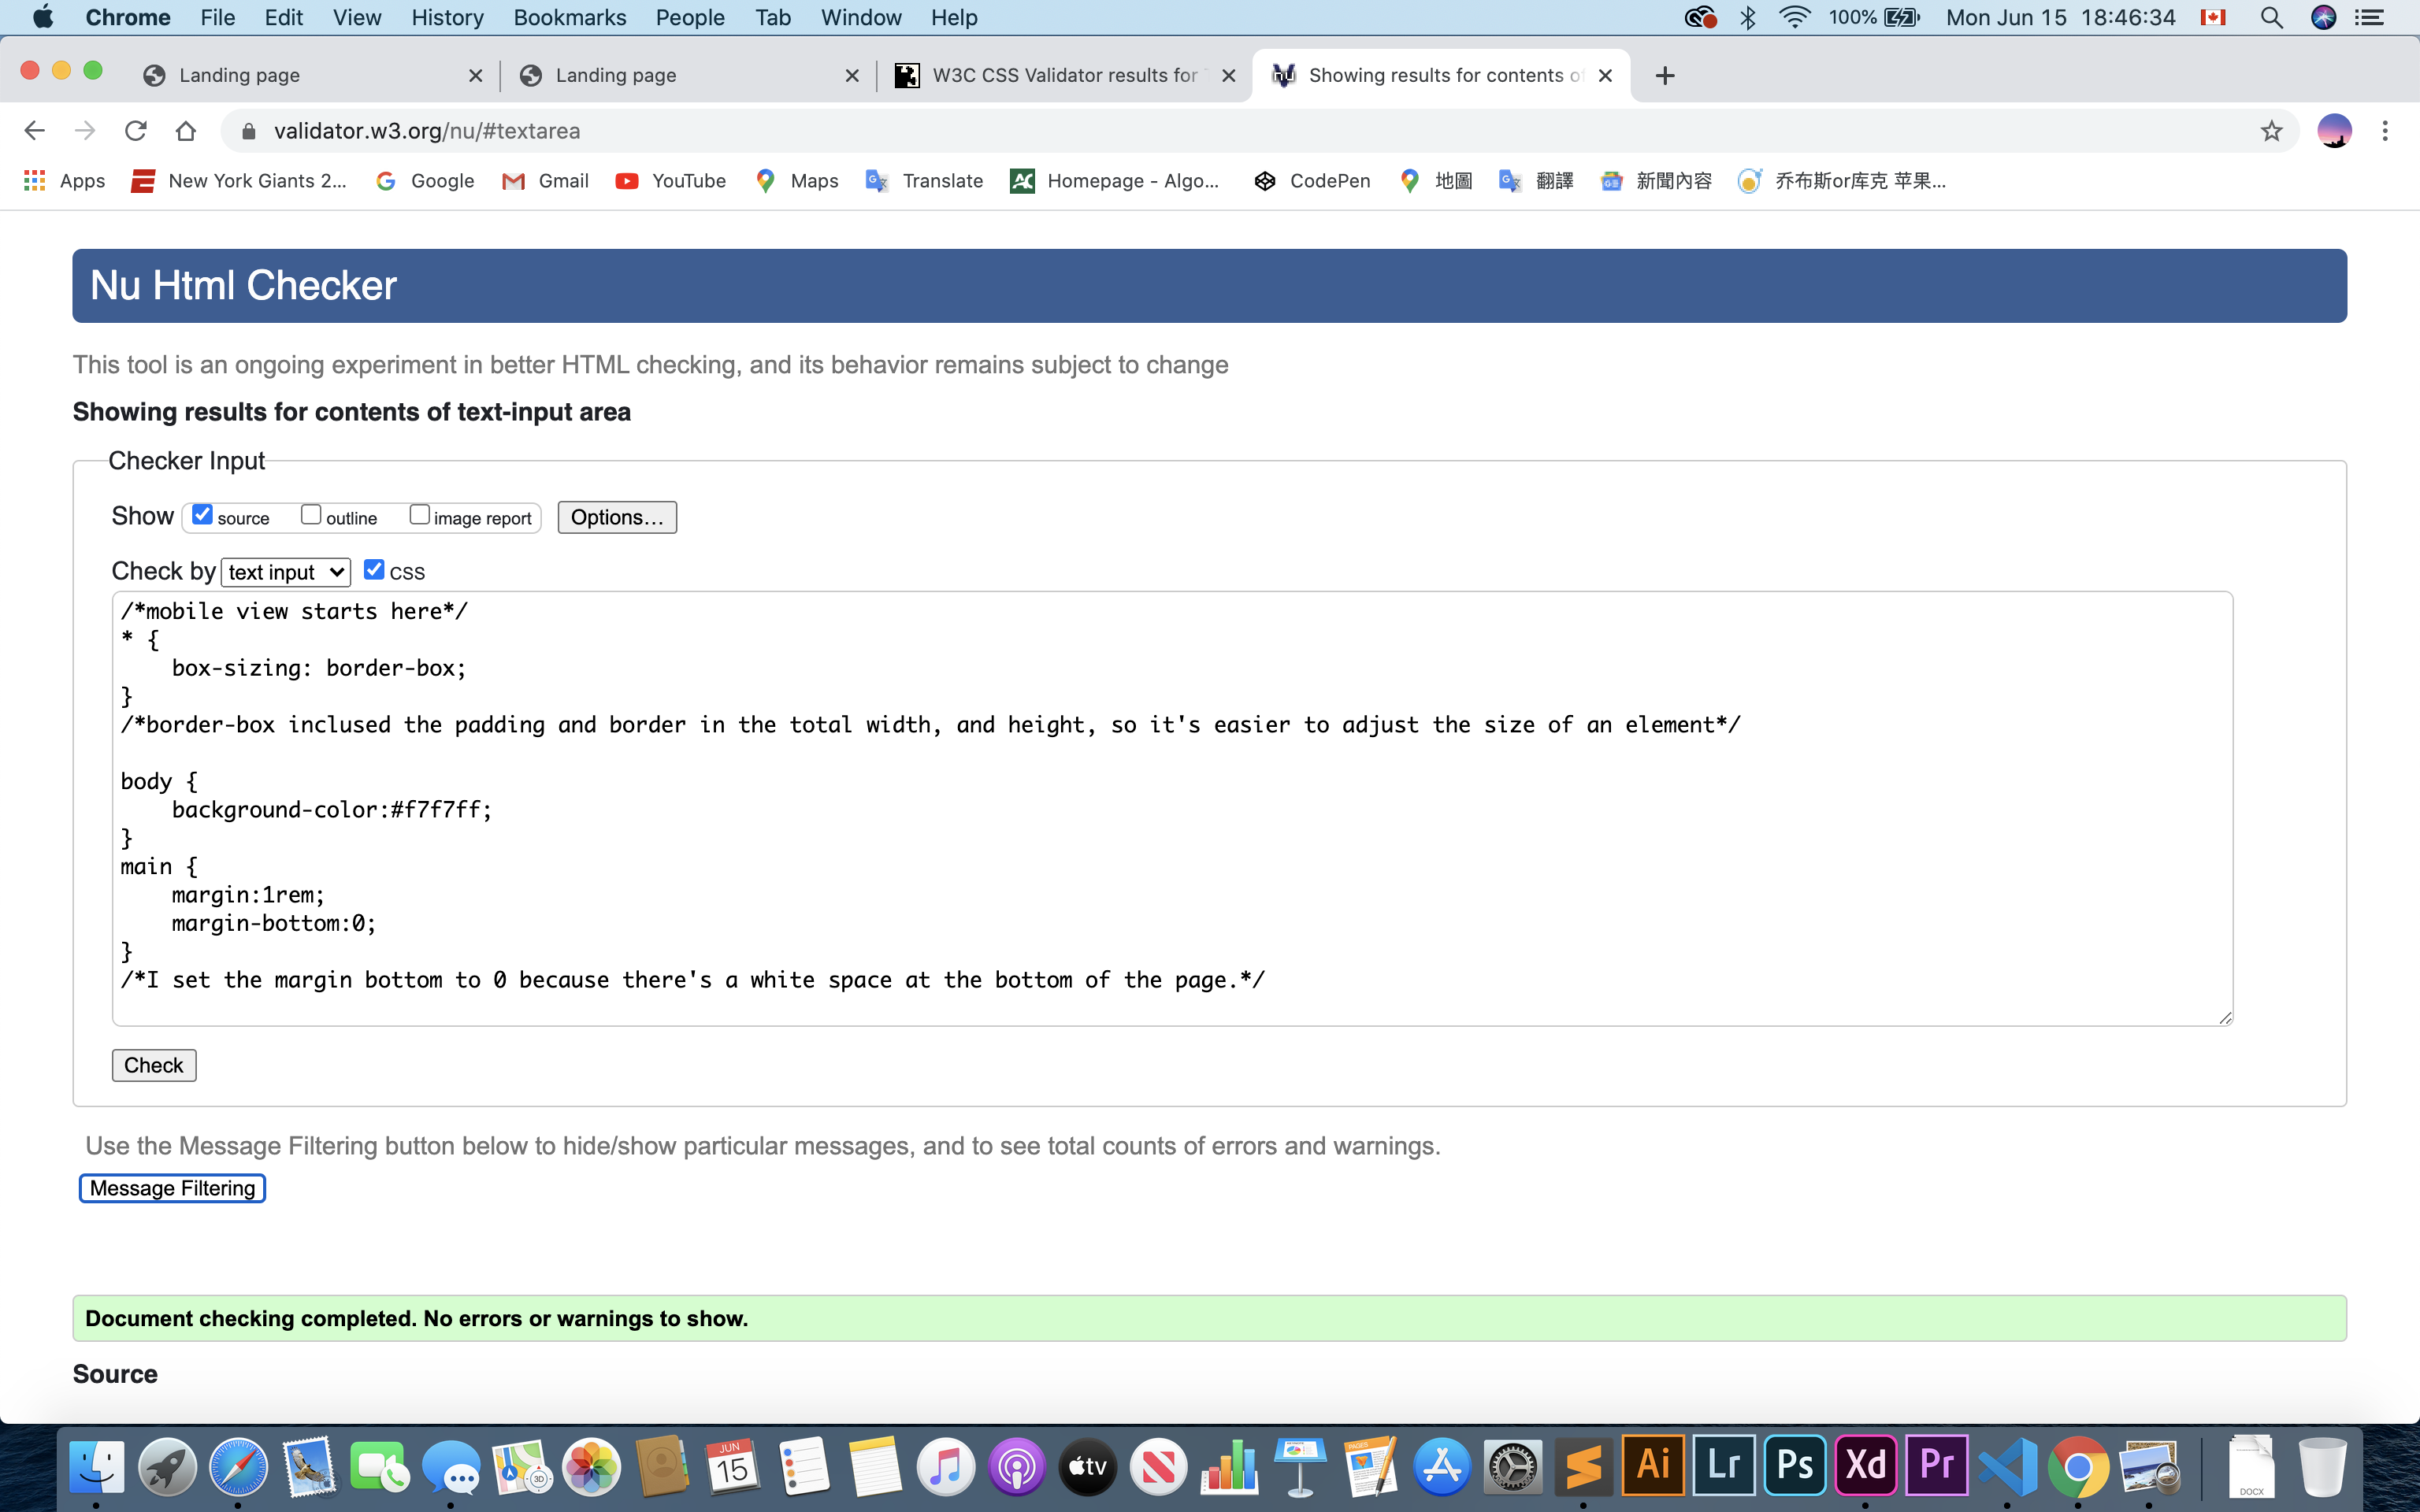 Chrome File Edit View History Bookmarks People Tab Window Help 100% Mon Jun 15 18:46:34
Landing page Landing page W3C CSS Validator results for Showing results for contents of
validator.w3.org/nu/#textarea
Apps New York Giants 2... Google Gmail YouTube Maps Translate AC Homepage - Algo... CodePen 地圖 翻譯 新聞內容 乔布斯or库克 苹果...
Nu Html Checker
This tool is an ongoing experiment in better HTML checking, and its behavior remains subject to change
Showing results for contents of text-input area
Checker Input
Show source outline image report Options...
Check by text input CSS
/*mobile view starts here*/
* {
box-sizing: border-box;
}
/*border-box inclused the padding and border in the total width, and height, so it's easier to adjust the size of an element*/
body {
background-color:#f7f7ff;
}
main {
margin:1rem;
margin-bottom:0;
}
/*I set the margin bottom to 0 because there's a white space at the bottom of the page.*/
Check
Use the Message Filtering button below to hide/show particular messages, and to see total counts of errors and warnings.
Message Filtering
Document checking completed. No errors or warnings to show.
Source
3D JUN 15 tv PAGES Ai Lr Ps Xd Pr DOCX